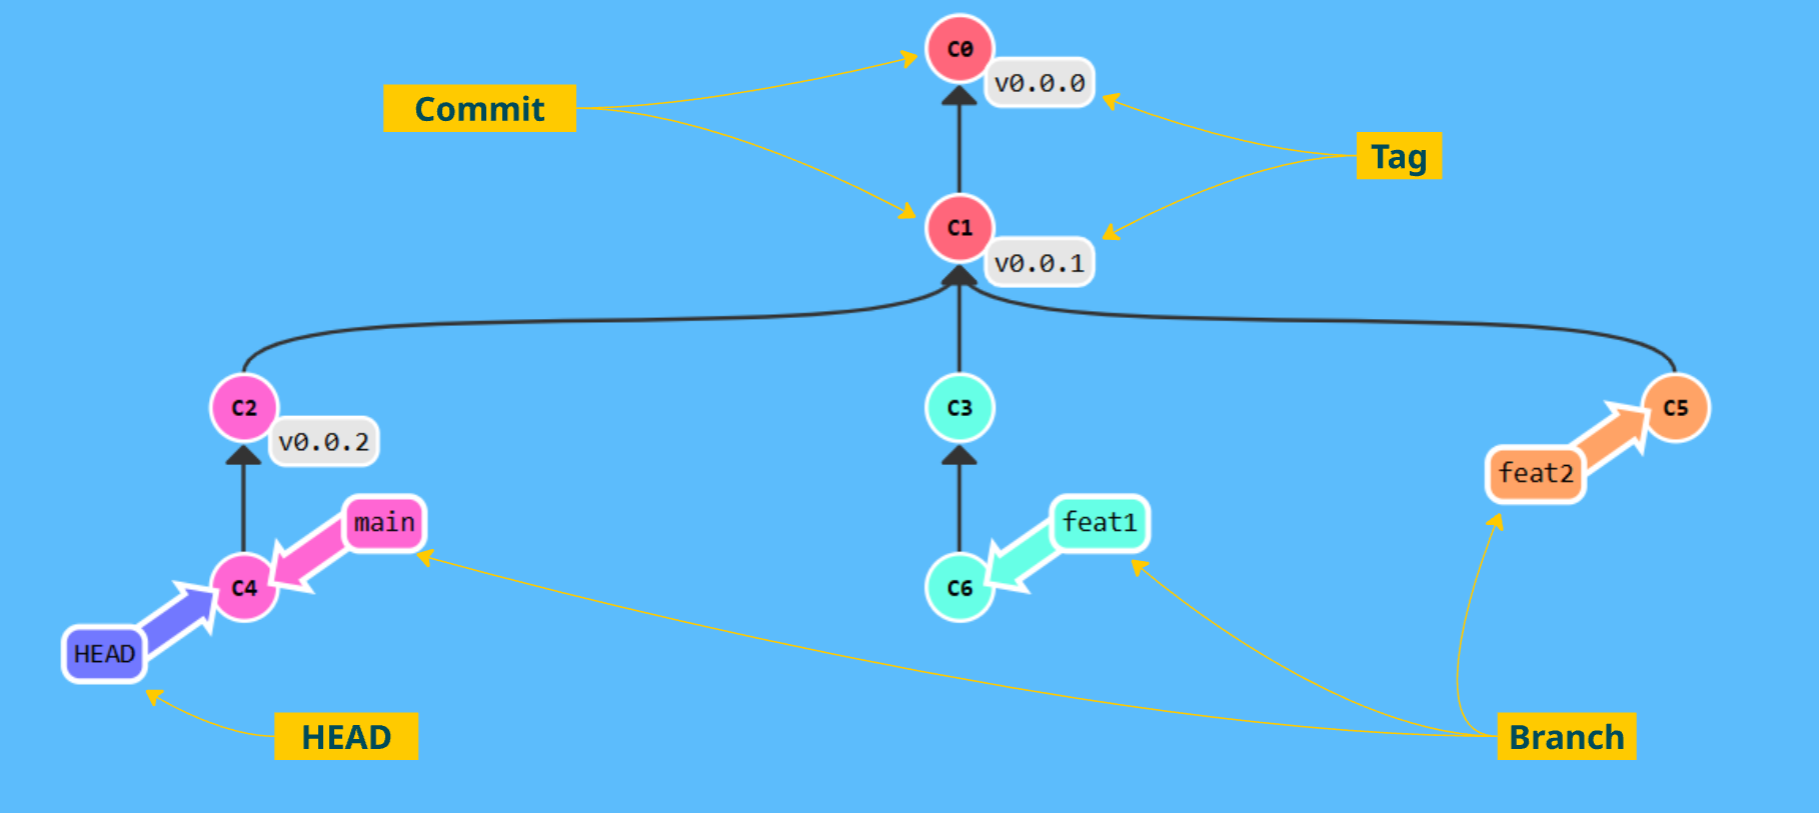 C0
v0.0.0
Commit
Tag
C1
v0.0.1
C2
v0.0.2
C3
C5
feat2
main
feat1
C4
C6
HEAD
HEAD
Branch